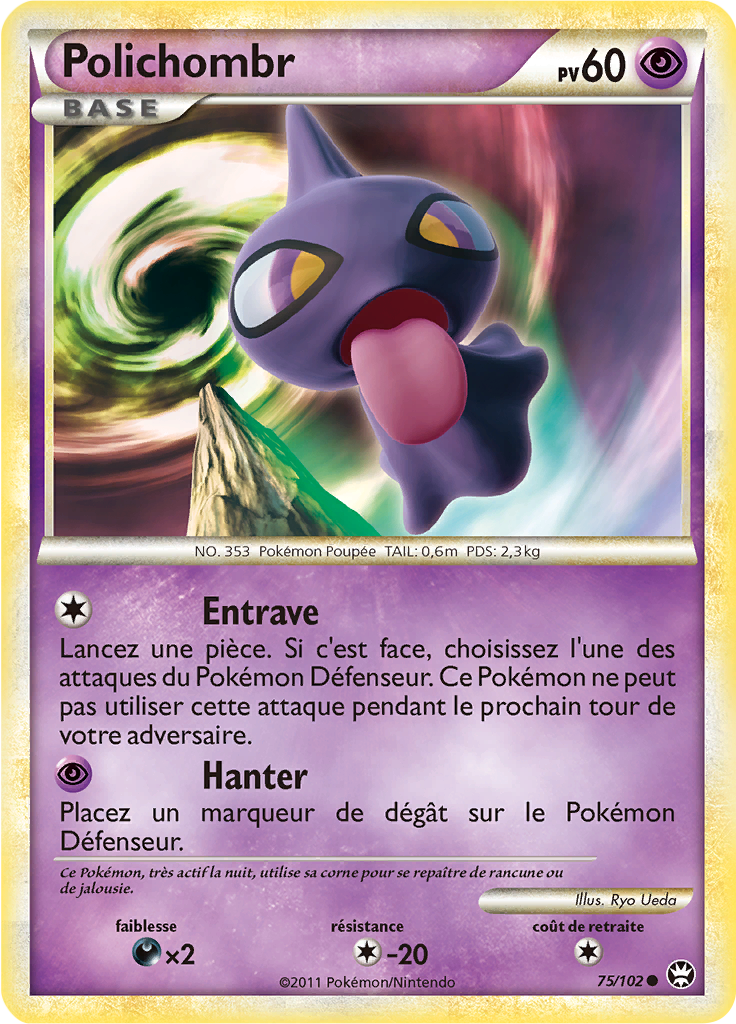 Polichombr
PV60
BASE
NO. 353 Pokémon Poupée TAIL: 0,6m PDS: 2,3kg
Entrave
Lancez une pièce. Si c'est face, choisissez l'une des
attaques du Pokémon Défenseur. Ce Pokémon ne peut
pas utiliser cette attaque pendant le prochain tour de
votre adversaire.
Hanter
Placez un marqueur de dégât sur le Pokémon
Défenseur.
Ce Pokémon, très actif la nuit, utilise sa corne pour se repaître de rancune ou
de jalousie.
Illus. Ryo Ueda
faiblesse résistance coût de retraite
×2 -20
©2011 Pokémon/Nintendo 75/102